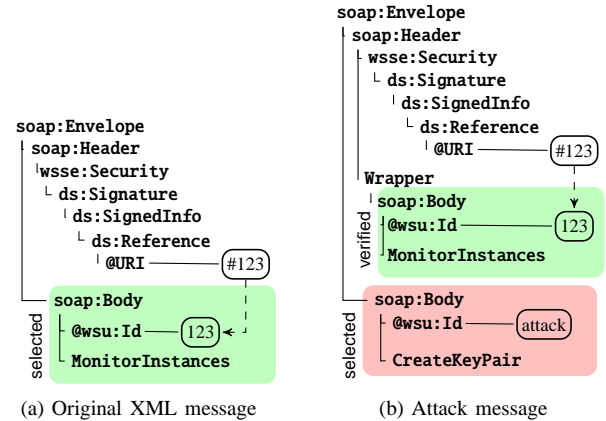 soap:Envelope
soap:Header
wsse:Security
ds:Signature
ds:SignedInfo
ds:Reference
@URI
#123
soap:Body
@wsu:Id
123
MonitorInstances
selected
(a) Original XML message
soap:Envelope
soap:Header
wsse:Security
ds:Signature
ds:SignedInfo
ds:Reference
@URI
#123
Wrapper
soap:Body
@wsu:Id
123
MonitorInstances
verified
soap:Body
@wsu:Id
attack
CreateKeyPair
selected
(b) Attack message